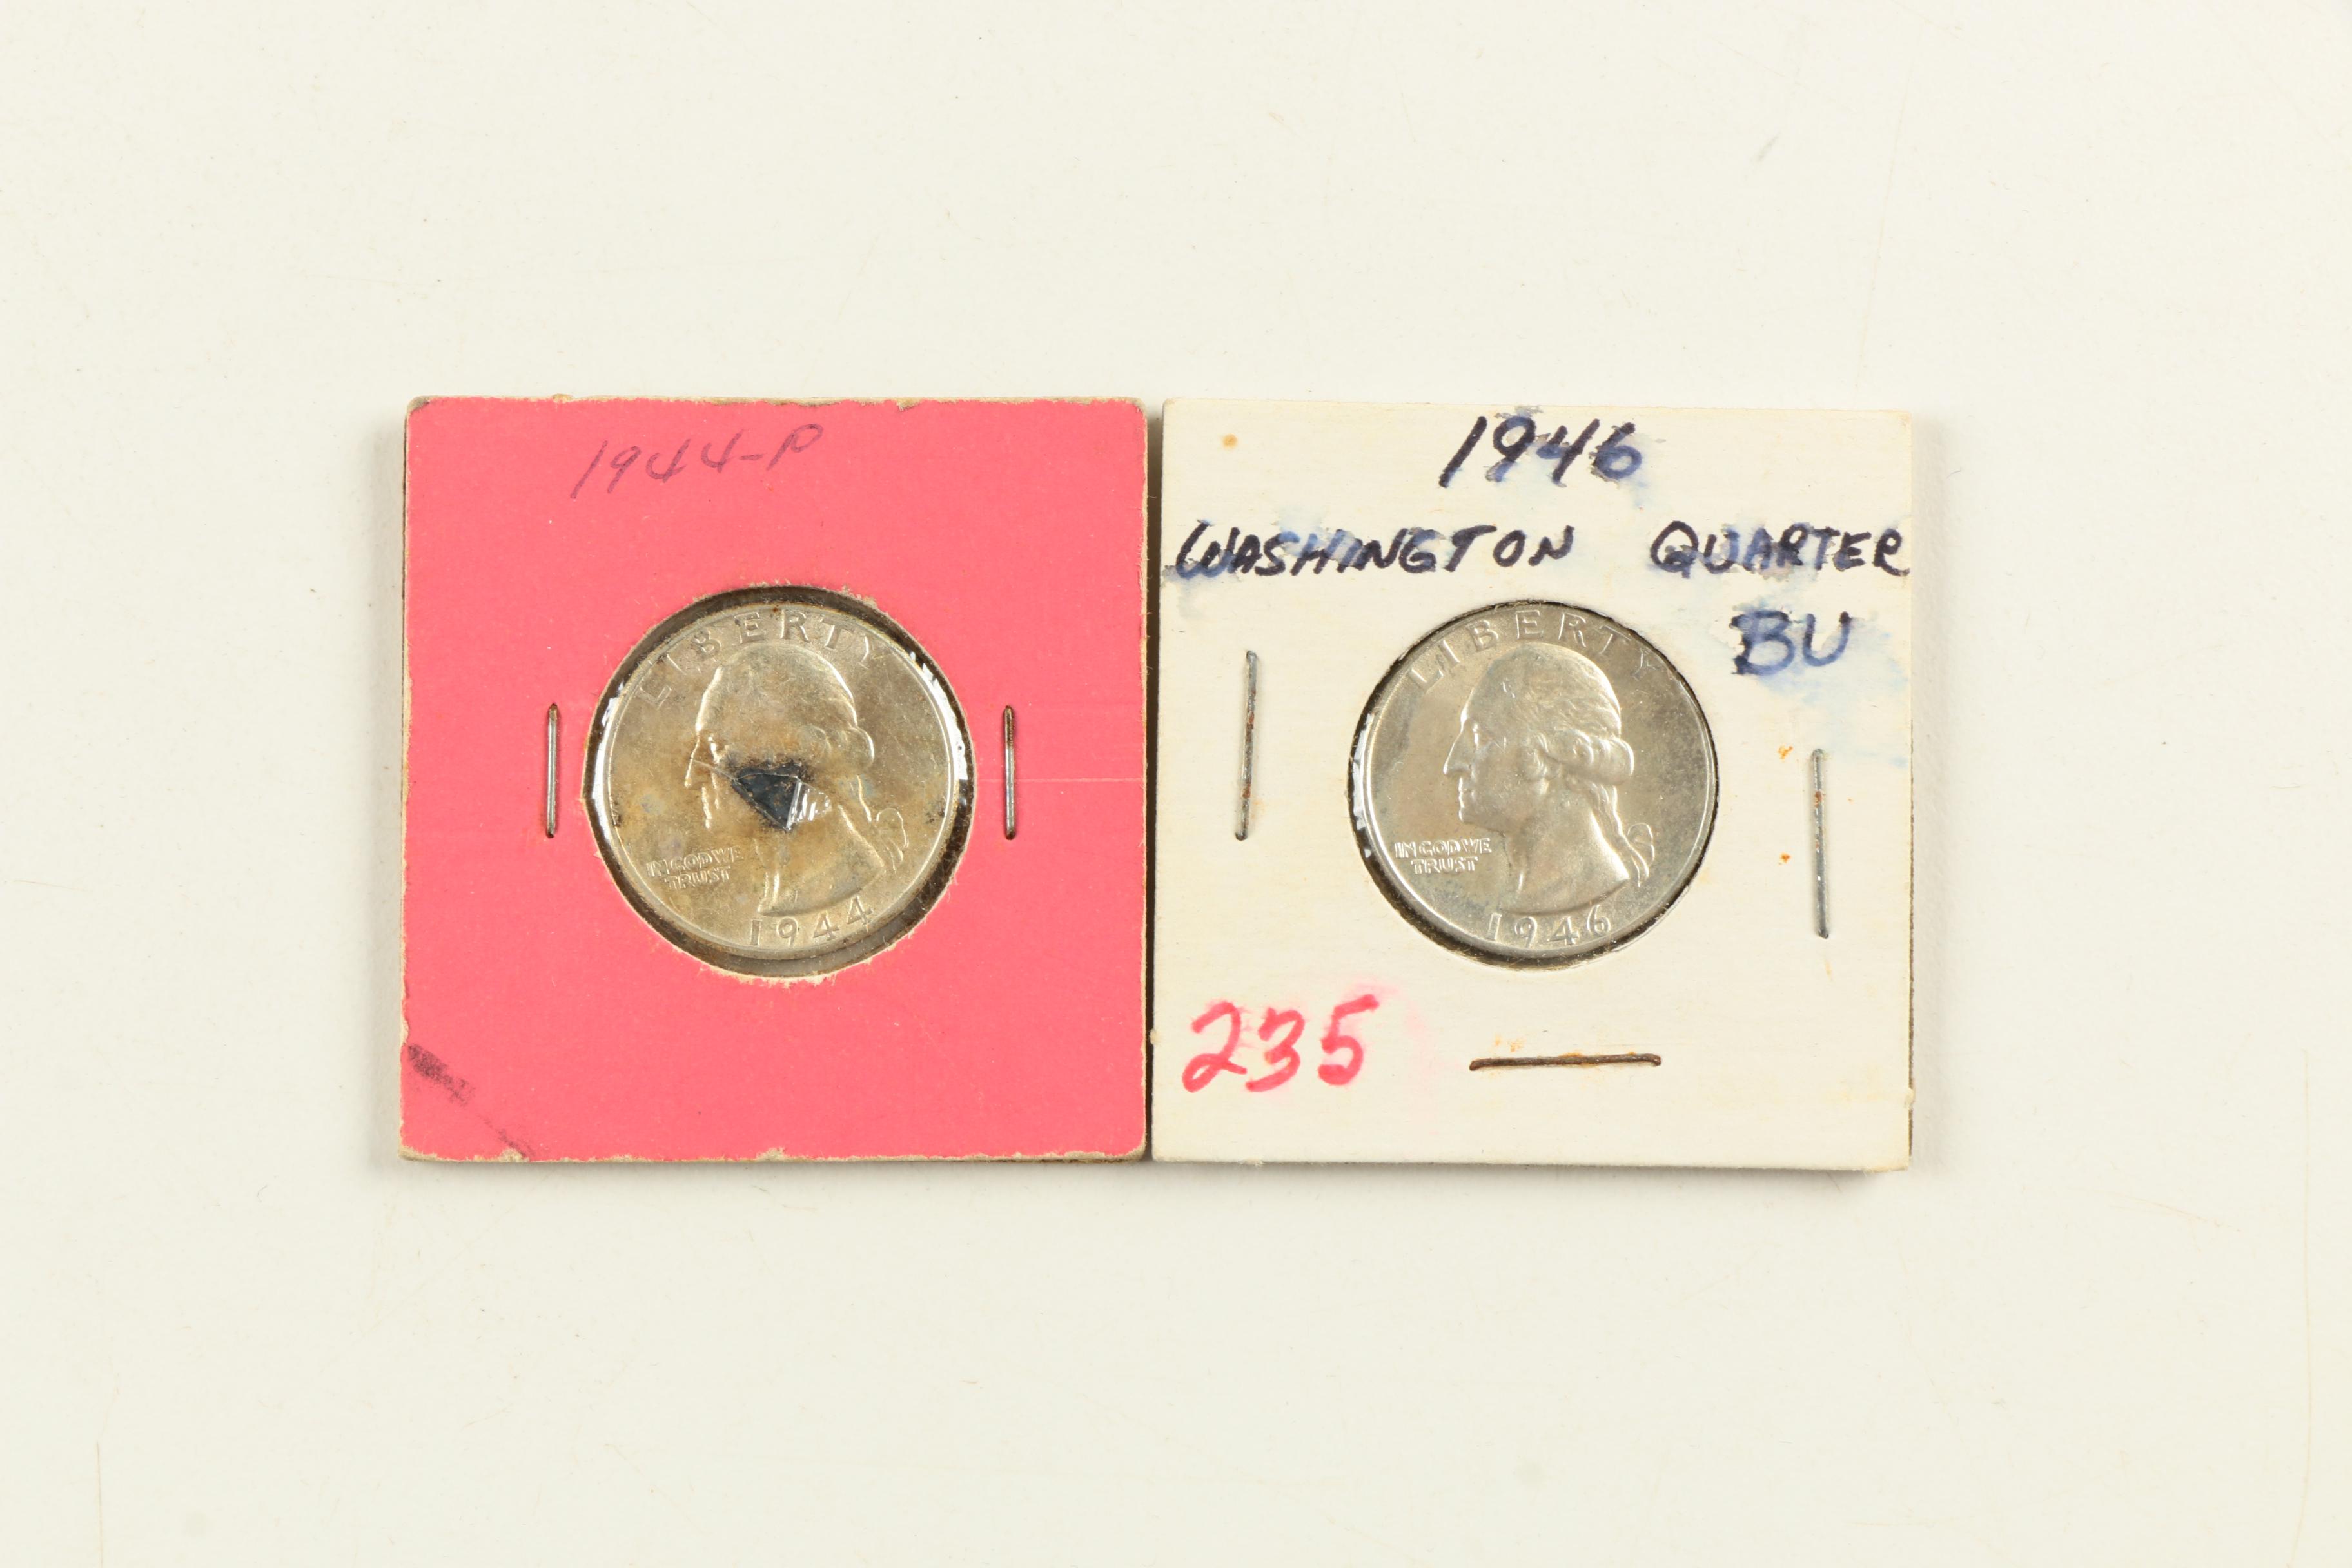 1944-P
LIBERTY
IN GOD WE
TRUST
1944
1946
WASHINGTON QUARTER
BU
LIBERTY
IN GOD WE
TRUST
1946
235